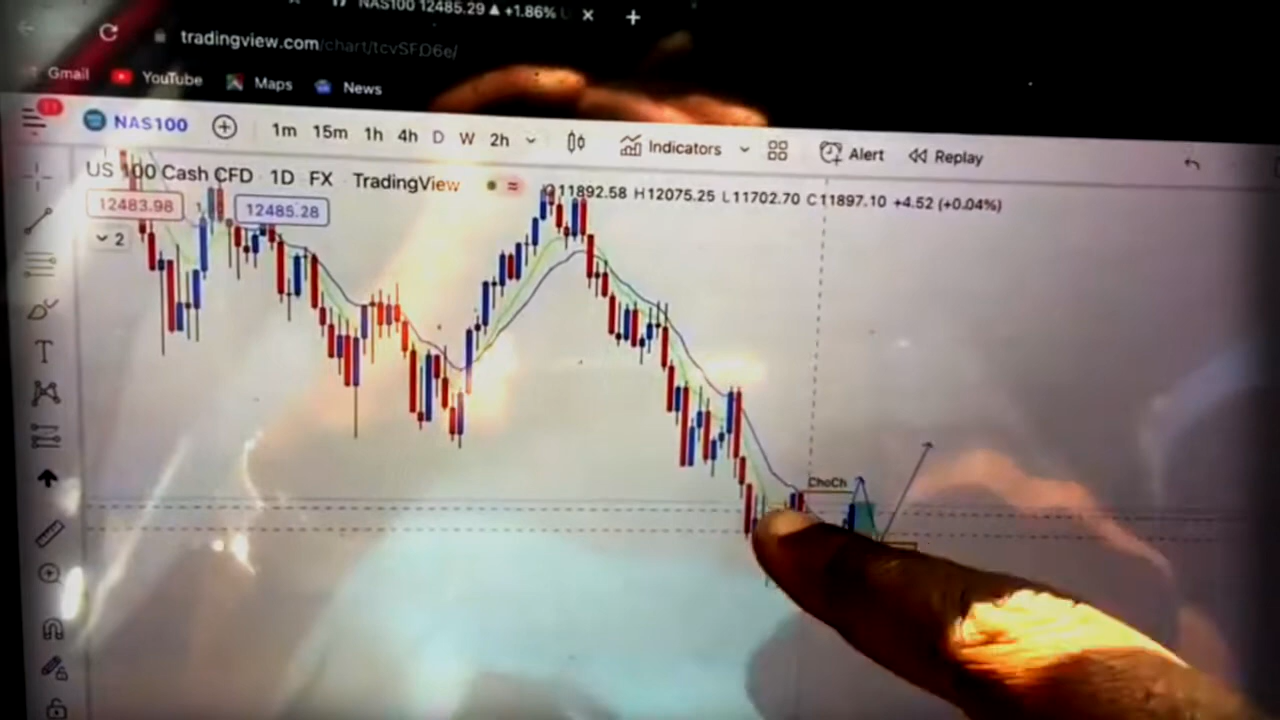 NAS100 12485.29 ▲ +1.86%
tradingview.com/chart/tcvSFD6e/
Gmail YouTube Maps News
11 NAS100 1m 15m 1h 4h D W 2h Indicators Alert Replay
US 100 Cash CFD · 1D · FX TradingView O11892.58 H12075.25 L11702.70 C11897.10 +4.52 (+0.04%)
12483.98 12485.28
2
ChoCh